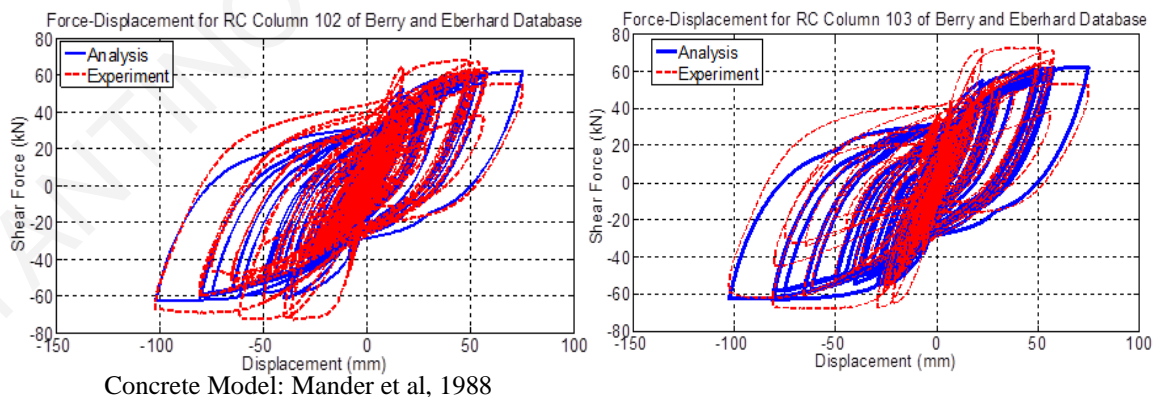 Force-Displacement for RC Column 102 of Berry and Eberhard Database
80
60
40
20
0
-20
-40
-60
-80
Shear Force (kN)
Analysis
Experiment
-150
-100
-50
0
50
100
Displacement (mm)
Force-Displacement for RC Column 103 of Berry and Eberhard Database
80
60
40
20
0
-20
-40
-60
-80
Shear Force (kN)
Analysis
Experiment
-150
-100
-50
0
50
100
Displacement (mm)
Concrete Model: Mander et al, 1988